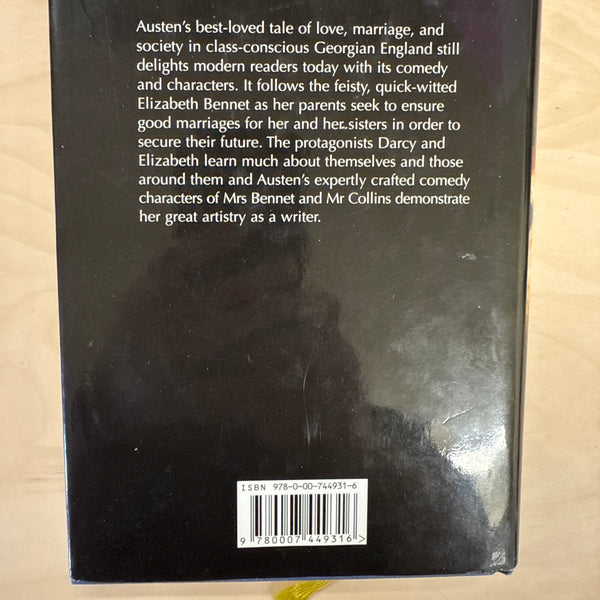 Austen's best-loved tale of love, marriage, and
society in class-conscious Georgian England still
delights modern readers today with its comedy
and characters. It follows the feisty, quick-witted
Elizabeth Bennet as her parents seek to ensure
good marriages for her and her sisters in order to
secure their future. The protagonists Darcy and
Elizabeth learn much about themselves and those
around them and Austen's expertly crafted comedy
characters of Mrs Bennet and Mr Collins demonstrate
her great artistry as a writer.
ISBN 978-0-00-744931-6
9 780007 449316